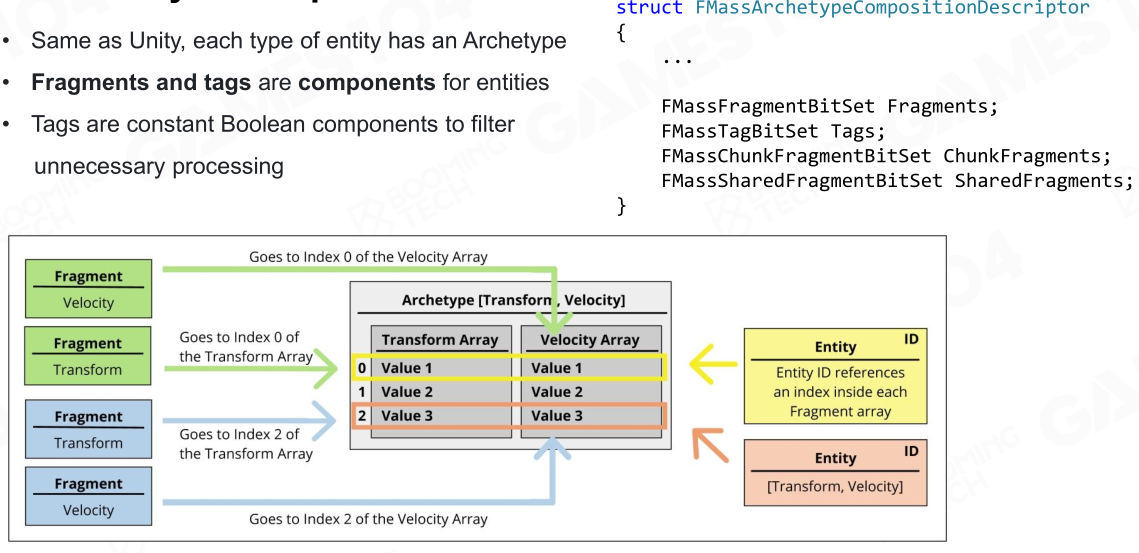 • Same as Unity, each type of entity has an Archetype
• Fragments and tags are components for entities
• Tags are constant Boolean components to filter
unnecessary processing
struct FMassArchetypeCompositionDescriptor
{
...
FMassFragmentBitSet Fragments;
FMassTagBitSet Tags;
FMassChunkFragmentBitSet ChunkFragments;
FMassSharedFragmentBitSet SharedFragments;
}
Fragment
Velocity
Fragment
Transform
Fragment
Transform
Fragment
Velocity
Goes to Index 0 of the Velocity Array
Goes to Index 0 of
the Transform Array
Goes to Index 2 of
the Transform Array
Goes to Index 2 of the Velocity Array
Archetype [Transform, Velocity]
Transform Array Velocity Array
0 Value 1 Value 1
1 Value 2 Value 2
2 Value 3 Value 3
Entity ID
Entity ID references
an index inside each
Fragment array
Entity ID
[Transform, Velocity]
GAMES104
BOOMING
TECH